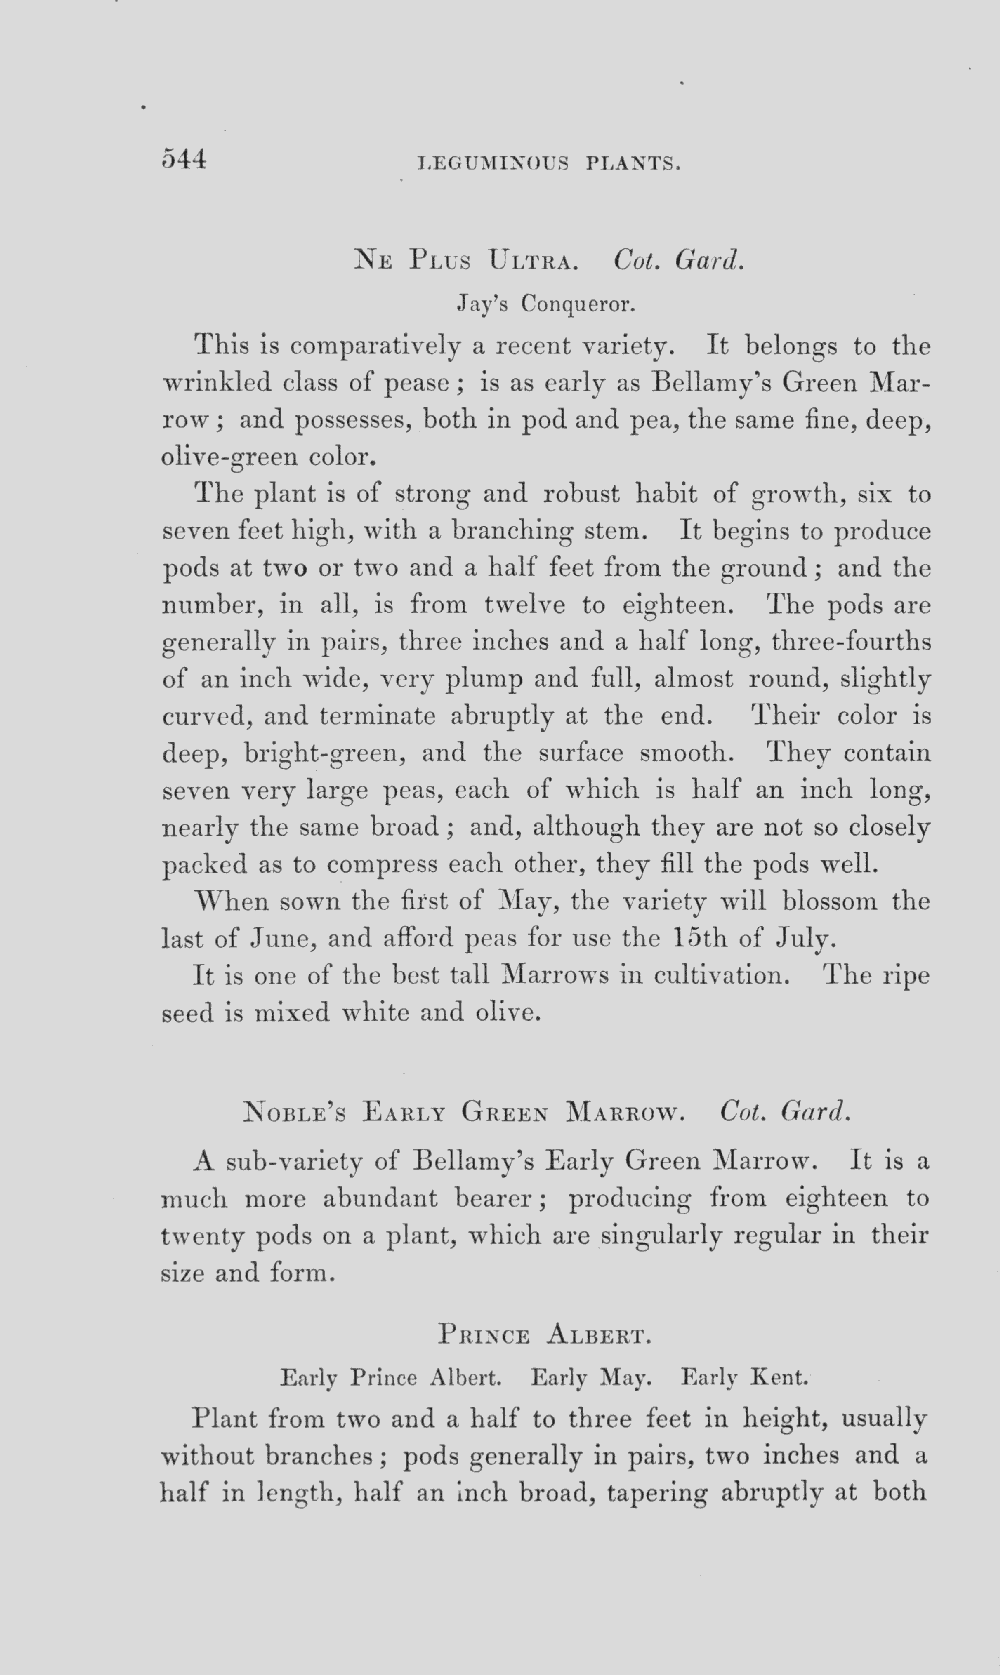 544 LEGUMINOUS PLANTS.
NE PLUS ULTRA. Cot. Gard.
Jay's Conqueror.
This is comparatively a recent variety. It belongs to the
wrinkled class of pease; is as early as Bellamy's Green Mar-
row; and possesses, both in pod and pea, the same fine, deep,
olive-green color.
The plant is of strong and robust habit of growth, six to
seven feet high, with a branching stem. It begins to produce
pods at two or two and a half feet from the ground; and the
number, in all, is from twelve to eighteen. The pods are
generally in pairs, three inches and a half long, three-fourths
of an inch wide, very plump and full, almost round, slightly
curved, and terminate abruptly at the end. Their color is
deep, bright-green, and the surface smooth. They contain
seven very large peas, each of which is half an inch long,
nearly the same broad; and, although they are not so closely
packed as to compress each other, they fill the pods well.
When sown the first of May, the variety will blossom the
last of June, and afford peas for use the 15th of July.
It is one of the best tall Marrows in cultivation. The ripe
seed is mixed white and olive.
NOBLE'S EARLY GREEN MARROW. Cot. Gard.
A sub-variety of Bellamy's Early Green Marrow. It is a
much more abundant bearer; producing from eighteen to
twenty pods on a plant, which are singularly regular in their
size and form.
PRINCE ALBERT.
Early Prince Albert. Early May. Early Kent.
Plant from two and a half to three feet in height, usually
without branches; pods generally in pairs, two inches and a
half in length, half an inch broad, tapering abruptly at both